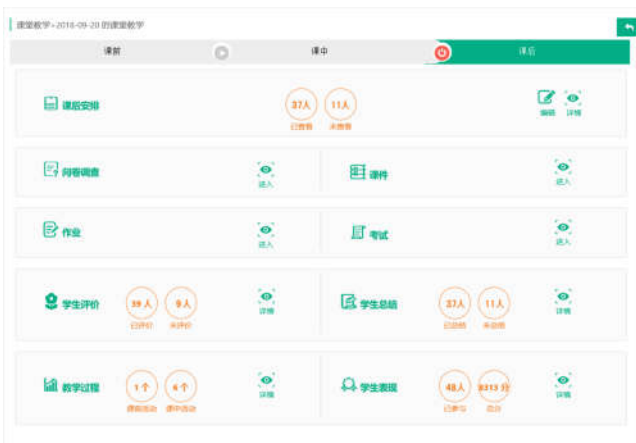 课堂教学>2018-09-20 的课堂教学
课前 课中 课后
课后安排 37人 11人 编辑 详情
已查看 未查看
问卷调查 进入 课件 进入
作业 进入 考试 进入
学生评价 39人 9人 详情 学生总结 37人 11人 详情
已评价 未评价 已总结 未总结
教学过程 1个 6个 详情 学生表现 48人 8313分 详情
课前活动 课中活动 已参与 总分